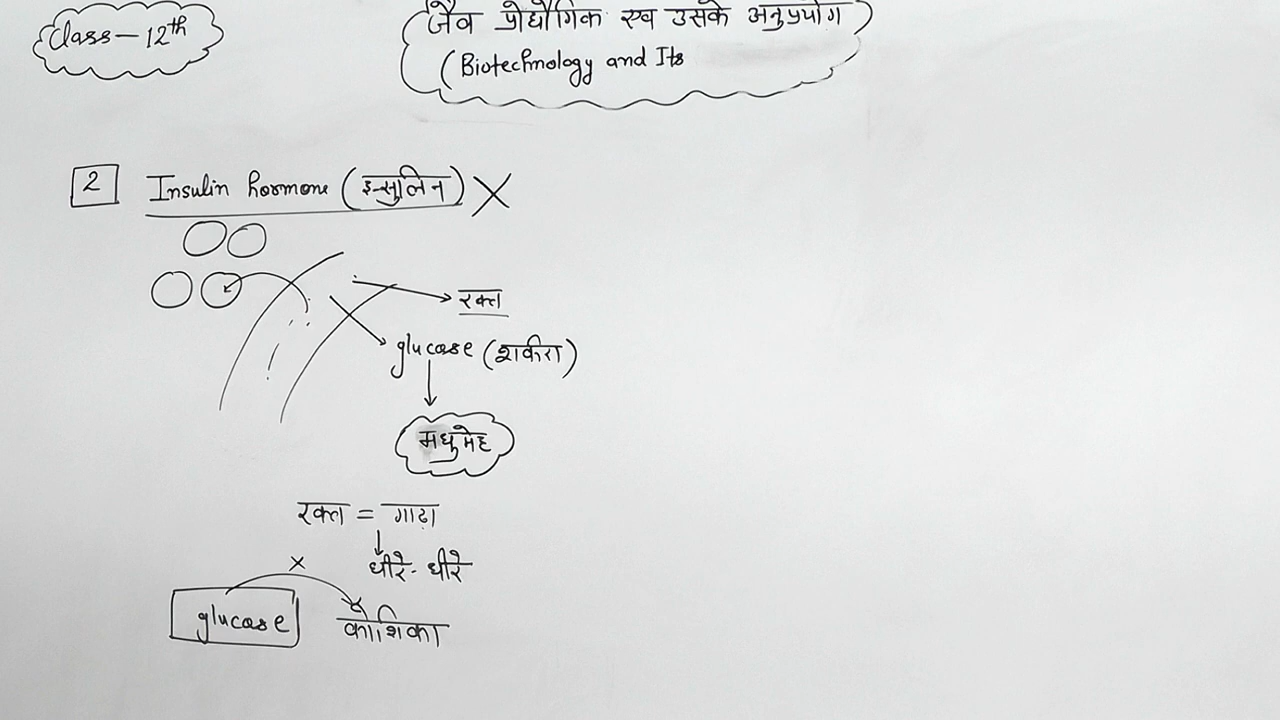 Class-12th
जैव प्रोद्यौगिक एवं उसके अनुप्रयोग
(Biotechnology and Its
2 Insulin hormone (इन्सुलिन) X
रक्त
glucose (शर्करा)
मधुमेह
रक्त = गाढ़ा
धीरे-धीरे
x
glucose कोशिका